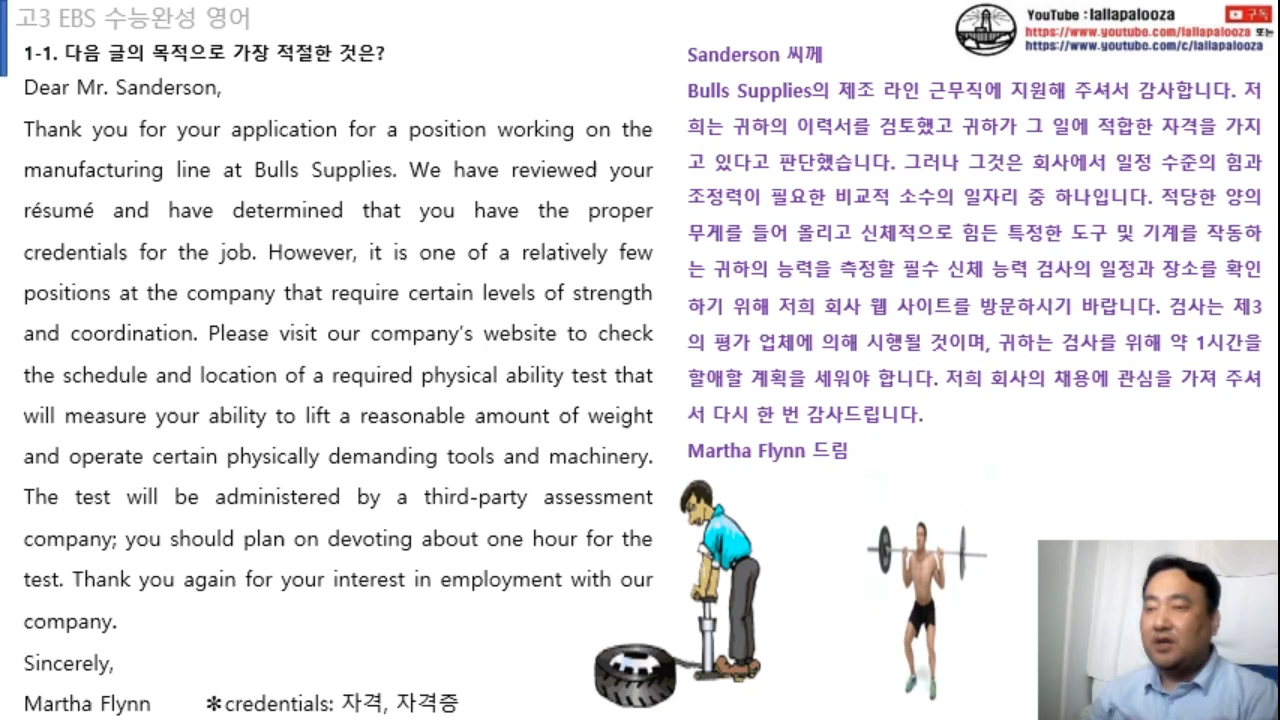 고3 EBS 수능완성 영어
1-1. 다음 글의 목적으로 가장 적절한 것은?
Dear Mr. Sanderson,
Thank you for your application for a position working on the
manufacturing line at Bulls Supplies. We have reviewed your
résumé and have determined that you have the proper
credentials for the job. However, it is one of a relatively few
positions at the company that require certain levels of strength
and coordination. Please visit our company's website to check
the schedule and location of a required physical ability test that
will measure your ability to lift a reasonable amount of weight
and operate certain physically demanding tools and machinery.
The test will be administered by a third-party assessment
company; you should plan on devoting about one hour for the
test. Thank you again for your interest in employment with our
company.
Sincerely,
Martha Flynn ✻credentials: 자격, 자격증
YouTube : lallapalooza 구독
https://www.youtube.com/lallapalooza 또는
https://www.youtube.com/c/lallapalooza
Sanderson 씨께
Bulls Supplies의 제조 라인 근무직에 지원해 주셔서 감사합니다. 저
희는 귀하의 이력서를 검토했고 귀하가 그 일에 적합한 자격을 가지
고 있다고 판단했습니다. 그러나 그것은 회사에서 일정 수준의 힘과
조정력이 필요한 비교적 소수의 일자리 중 하나입니다. 적당한 양의
무게를 들어 올리고 신체적으로 힘든 특정한 도구 및 기계를 작동하
는 귀하의 능력을 측정할 필수 신체 능력 검사의 일정과 장소를 확인
하기 위해 저희 회사 웹 사이트를 방문하시기 바랍니다. 검사는 제3
의 평가 업체에 의해 시행될 것이며, 귀하는 검사를 위해 약 1시간을
할애할 계획을 세워야 합니다. 저희 회사의 채용에 관심을 가져 주셔
서 다시 한 번 감사드립니다.
Martha Flynn 드림